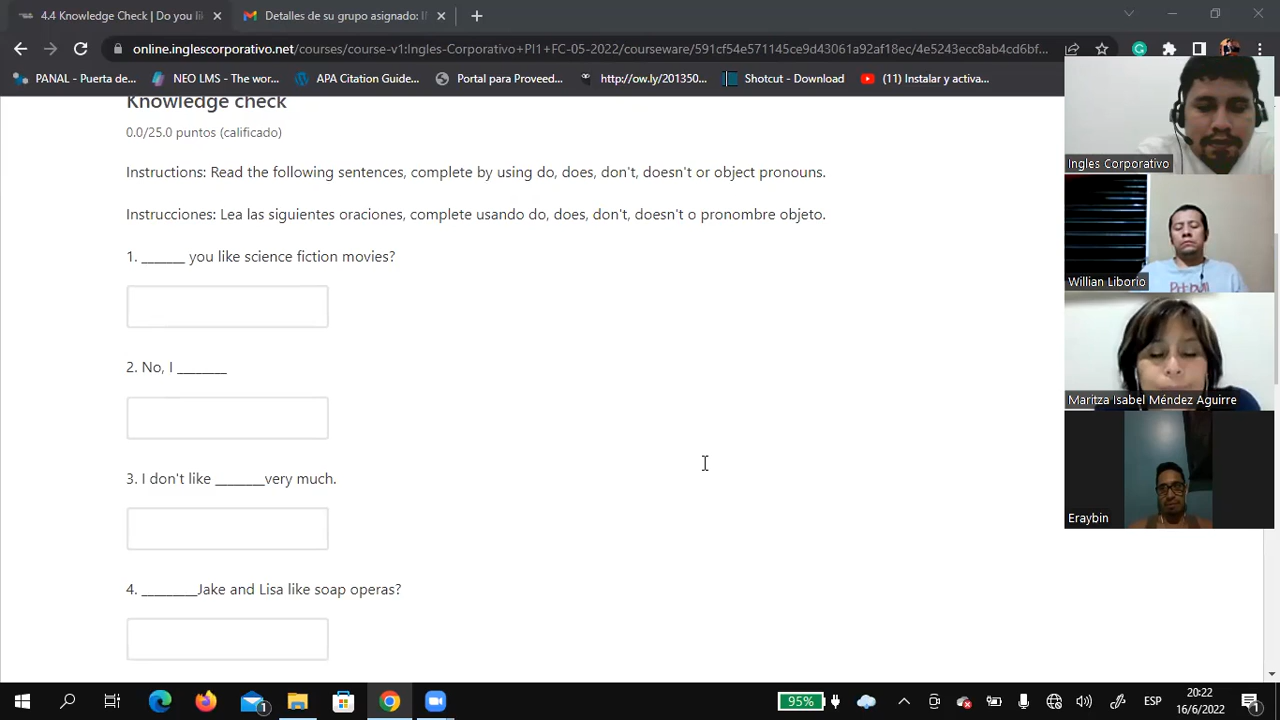 4.4 Knowledge Check | Do you li
Detalles de su grupo asignado: I
online.inglescorporativo.net/courses/course-v1:Ingles-Corporativo+PI1+FC-05-2022/courseware/591cf54e571145ce9d43061a92af18ec/4e5243ecc8ab4cd6bf...
PANAL - Puerta de...
NEO LMS - The wor...
APA Citation Guide...
Portal para Proveed...
http://ow.ly/201350...
Shotcut - Download
(11) Instalar y activa...
Knowledge check
0.0/25.0 puntos (calificado)
Instructions: Read the following sentences, complete by using do, does, don't, doesn't or object pronouns.
Instrucciones: Lea las siguientes oraciones, complete usando do, does, don't, doesn't o pronombre objeto.
1. _______ you like science fiction movies?
2. No, I ________
3. I don't like ________very much.
4. _________Jake and Lisa like soap operas?
Ingles Corporativo
Willian Liborio
Maritza Isabel Méndez Aguirre
Eraybin
1
95%
ESP
20:22
16/6/2022
1